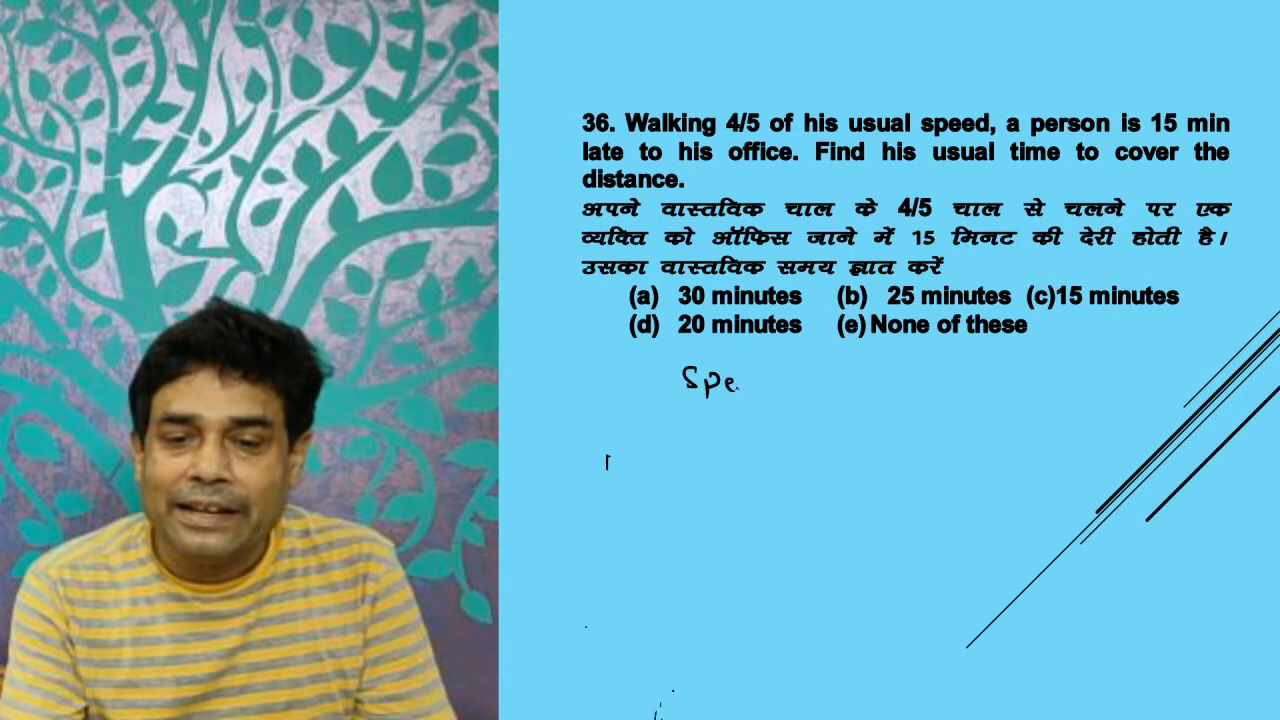 36. Walking 4/5 of his usual speed, a person is 15 min
late to his office. Find his usual time to cover the
distance.
अपने वास्तविक चाल के 4/5 चाल से चलने पर एक
व्यक्ति को ऑफिस जाने में 15 मिनट की देरी होती है।
उसका वास्तविक समय ज्ञात करें
(a) 30 minutes (b) 25 minutes (c)15 minutes
(d) 20 minutes (e) None of these
Spe